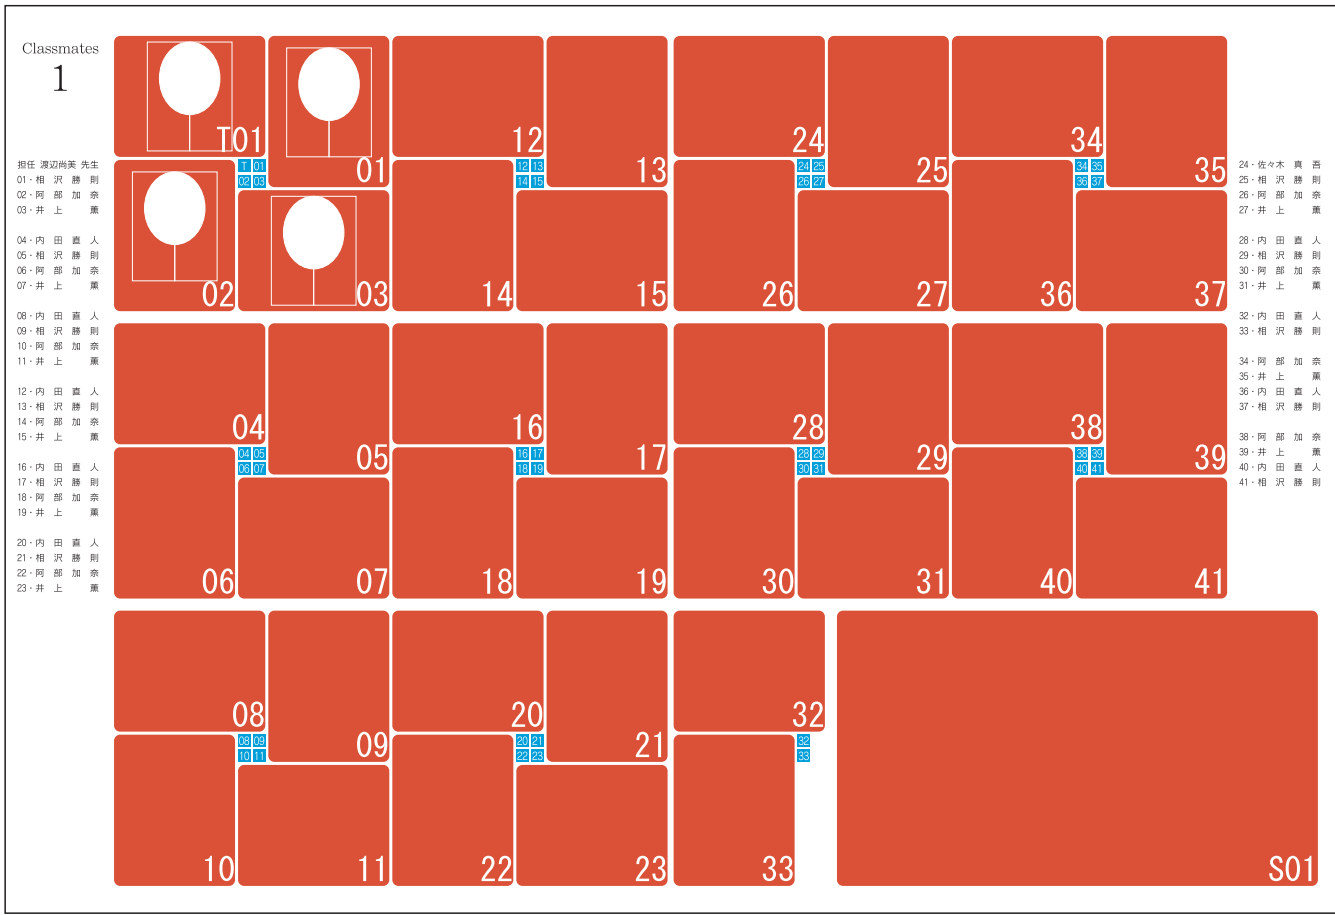 Classmates
1
担任 渡辺尚美 先生
01・相 沢 勝 則
02・阿 部 加 奈
03・井 上 薫
04・内 田 直 人
05・相 沢 勝 則
06・阿 部 加 奈
07・井 上 薫
08・内 田 直 人
09・相 沢 勝 則
10・阿 部 加 奈
11・井 上 薫
12・内 田 直 人
13・相 沢 勝 則
14・阿 部 加 奈
15・井 上 薫
16・内 田 直 人
17・相 沢 勝 則
18・阿 部 加 奈
19・井 上 薫
20・内 田 直 人
21・相 沢 勝 則
22・阿 部 加 奈
23・井 上 薫
T01
01
T 01
02 03
02
03
12
13
12 13
14 15
14
15
24
25
24 25
26 27
26
27
34
35
34 35
36 37
36
37
04
05
04 05
06 07
06
07
16
17
16 17
18 19
18
19
28
29
28 29
30 31
30
31
38
39
38 39
40 41
40
41
08
09
08 09
10 11
10
11
20
21
20 21
22 23
22
23
32
32
33
33
S01
24・佐々木 真 吾
25・相 沢 勝 則
26・阿 部 加 奈
27・井 上 薫
28・内 田 直 人
29・相 沢 勝 則
30・阿 部 加 奈
31・井 上 薫
32・内 田 直 人
33・相 沢 勝 則
34・阿 部 加 奈
35・井 上 薫
36・内 田 直 人
37・相 沢 勝 則
38・阿 部 加 奈
39・井 上 薫
40・内 田 直 人
41・相 沢 勝 則